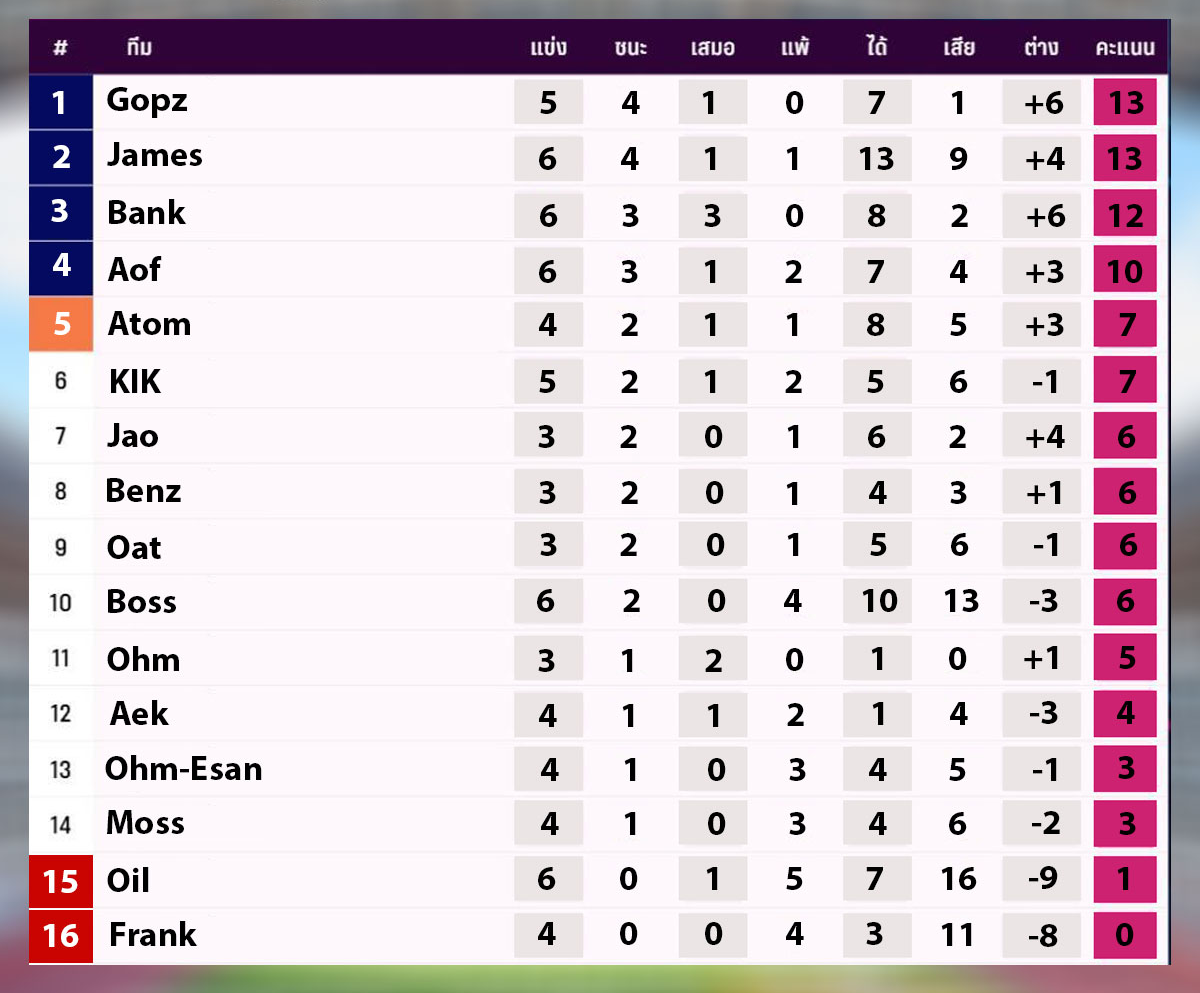 # ทีม แข่ง ชนะ เสมอ แพ้ ได้ เสีย ต่าง คะแนน
1 Gopz 5 4 1 0 7 1 +6 13
2 James 6 4 1 1 13 9 +4 13
3 Bank 6 3 3 0 8 2 +6 12
4 Aof 6 3 1 2 7 4 +3 10
5 Atom 4 2 1 1 8 5 +3 7
6 KIK 5 2 1 2 5 6 -1 7
7 Jao 3 2 0 1 6 2 +4 6
8 Benz 3 2 0 1 4 3 +1 6
9 Oat 3 2 0 1 5 6 -1 6
10 Boss 6 2 0 4 10 13 -3 6
11 Ohm 3 1 2 0 1 0 +1 5
12 Aek 4 1 1 2 1 4 -3 4
13 Ohm-Esan 4 1 0 3 4 5 -1 3
14 Moss 4 1 0 3 4 6 -2 3
15 Oil 6 0 1 5 7 16 -9 1
16 Frank 4 0 0 4 3 11 -8 0